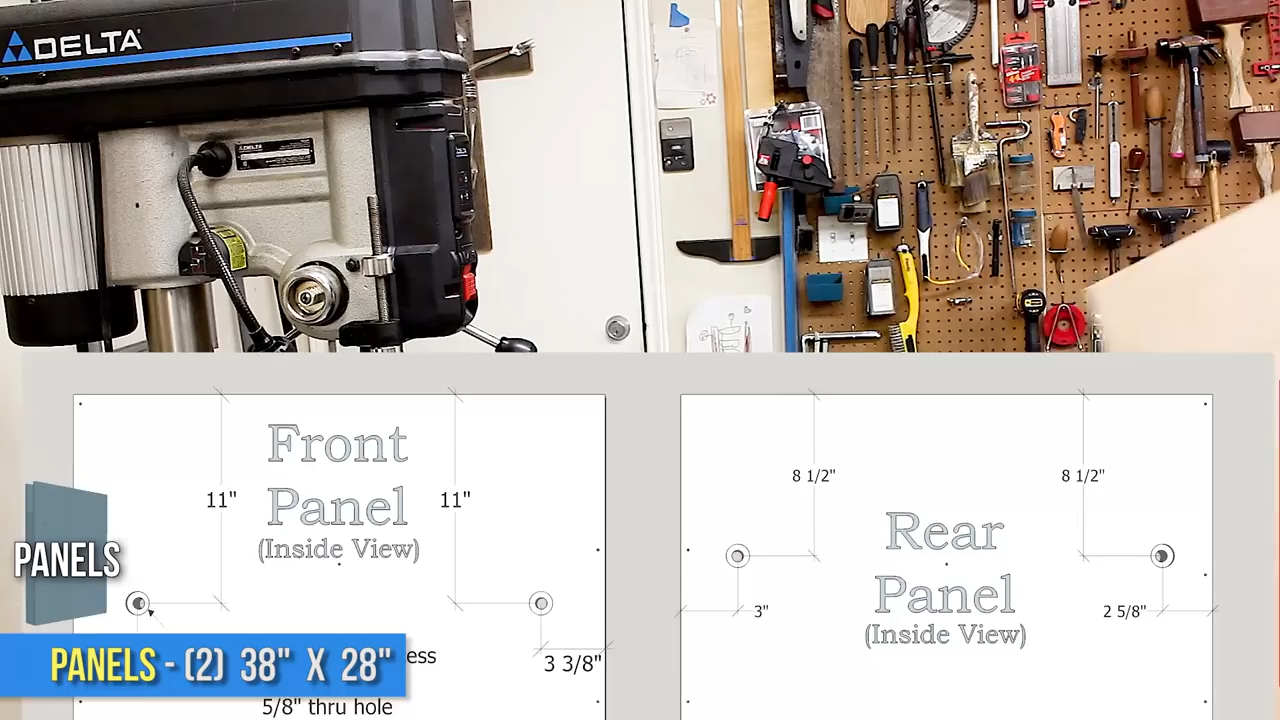 DELTA
DELTA
Front
Panel
(Inside View)
11"
11"
8 1/2"
8 1/2"
Rear
Panel
(Inside View)
PANELS
3"
2 5/8"
3 3/8"
ess
PANELS - (2) 38" X 28"
5/8" thru hole